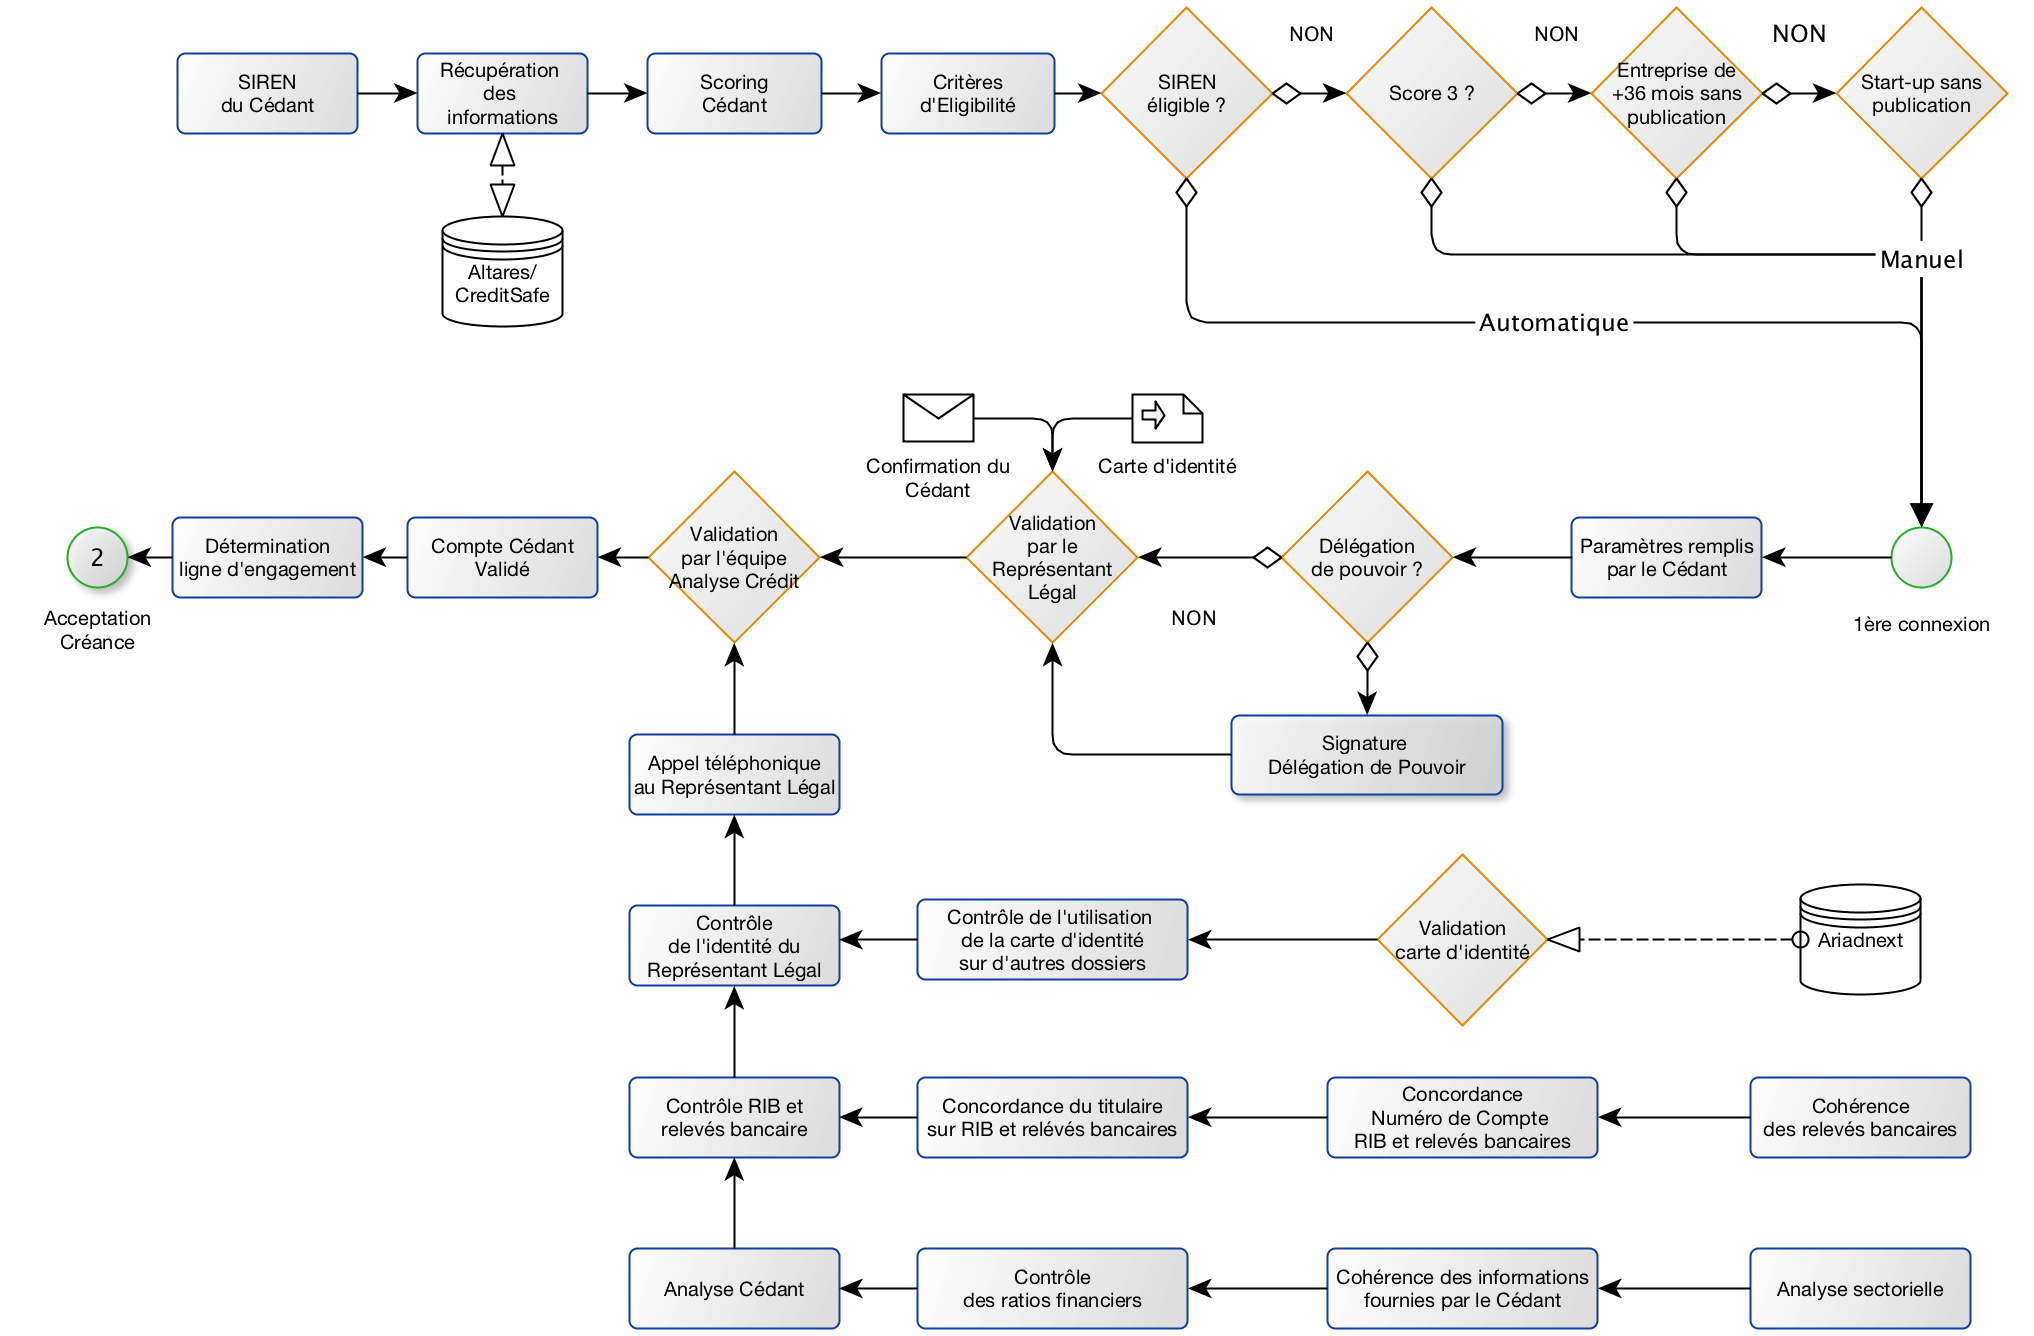 SIREN
du Cédant
Récupération
des
informations
Scoring
Cédant
Critères
d'Eligibilité
SIREN
éligible ?
NON
Score 3 ?
NON
Entreprise de
+36 mois sans
publication
NON
Start-up sans
publication
Altares/
CreditSafe
Manuel
Automatique
Confirmation du
Cédant
Carte d'identité
2
Acceptation
Créance
Détermination
ligne d'engagement
Compte Cédant
Validé
Validation
par l'équipe
Analyse Crédit
Validation
par le
Représentant
Légal
NON
Délégation
de pouvoir ?
Paramètres remplis
par le Cédant
1ère connexion
Signature
Délégation de Pouvoir
Appel téléphonique
au Représentant Légal
Contrôle
de l'identité du
Représentant Légal
Contrôle de l'utilisation
de la carte d'identité
sur d'autres dossiers
Validation
carte d'identité
Ariadnext
Contrôle RIB et
relevés bancaire
Concordance du titulaire
sur RIB et relévés bancaires
Concordance
Numéro de Compte
RIB et relevés bancaires
Cohérence
des relevés bancaires
Analyse Cédant
Contrôle
des ratios financiers
Cohérence des informations
fournies par le Cédant
Analyse sectorielle